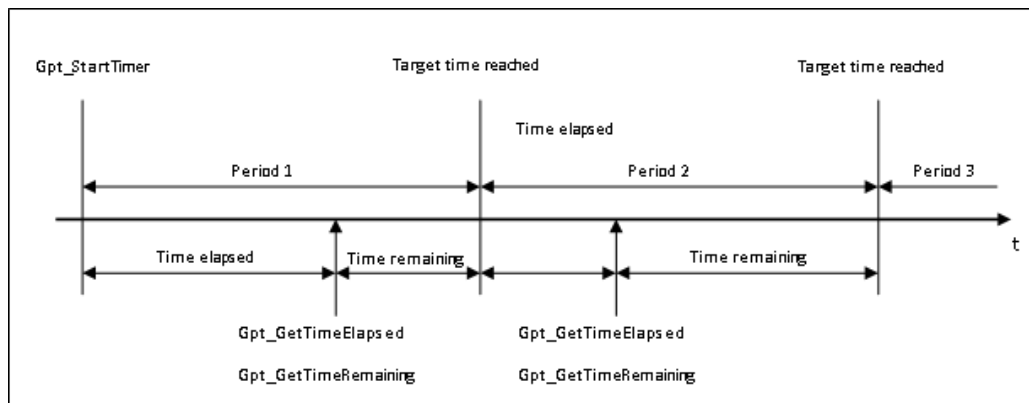 Gpt_StartTimer
Target time reached
Target time reached
Time elapsed
Period 1
Period 2
Period 3
t
Time elapsed
Time remaining
Time remaining
Gpt_GetTimeElapsed
Gpt_GetTimeElapsed
Gpt_GetTimeRemaining
Gpt_GetTimeRemaining